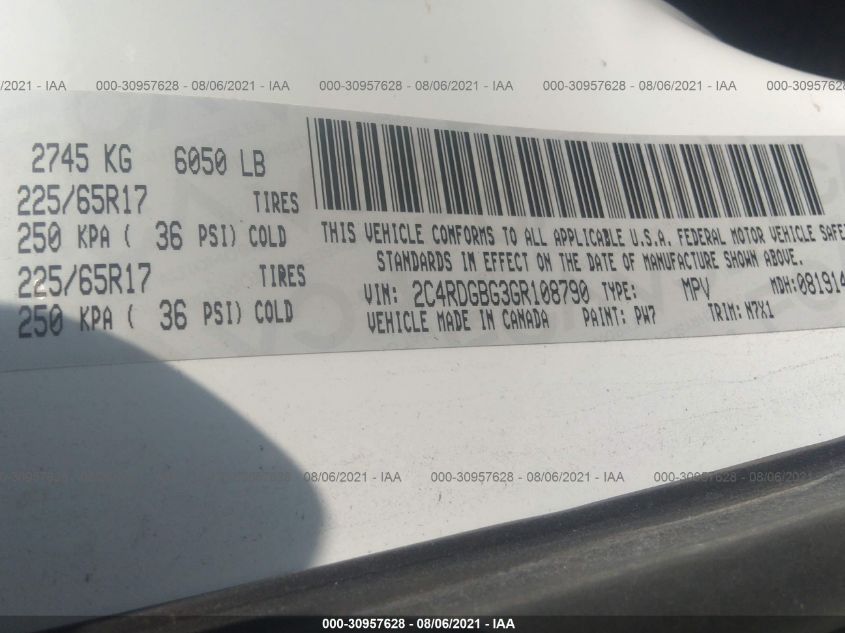 000-30957628 - 08/06/2021 - IAA
2745 KG 6050 LB
225/65R17 TIRES
250 KPA ( 36 PSI) COLD
225/65R17 TIRES
250 KPA ( 36 PSI) COLD
THIS VEHICLE CONFORMS TO ALL APPLICABLE U.S.A. FEDERAL MOTOR VEHICLE SAFE
STANDARDS IN EFFECT ON THE DATE OF MANUFACTURE SHOWN ABOVE.
VIN: 2C4RDGBG3GR108790 TYPE: MPV MDH:081914
VEHICLE MADE IN CANADA PAINT: PW7 TRIM: M7X1
000-30957628 - 08/06/2021 - IAA
000-30957628 - 08/06/2021 - IAA